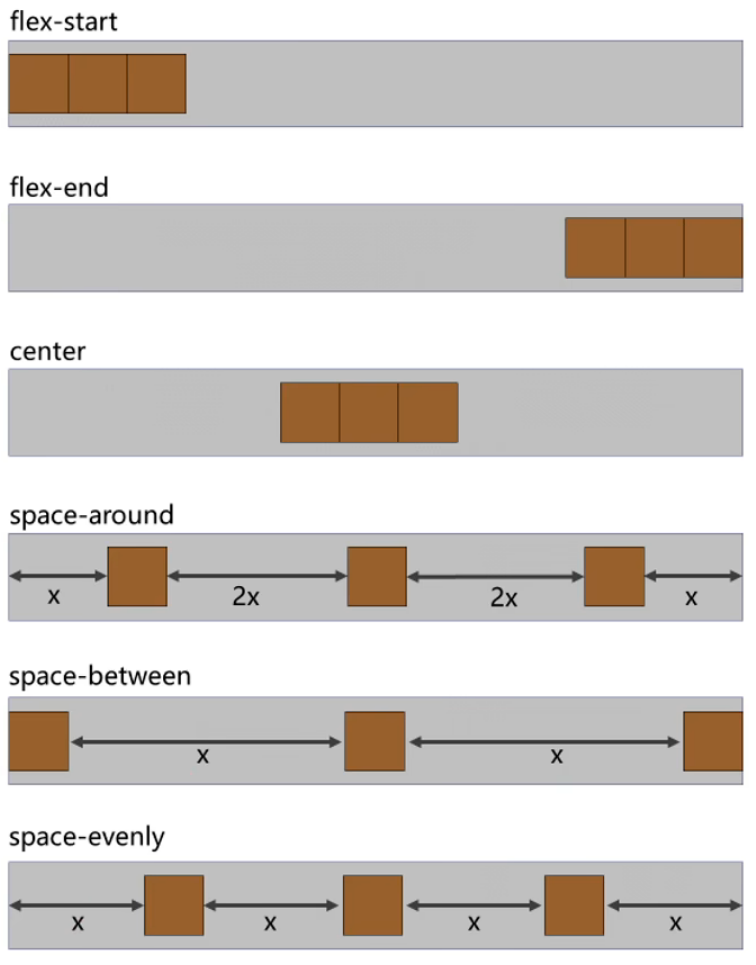 flex-start
flex-end
center
space-around
x 2x 2x x
space-between
x x
space-evenly
x x x x